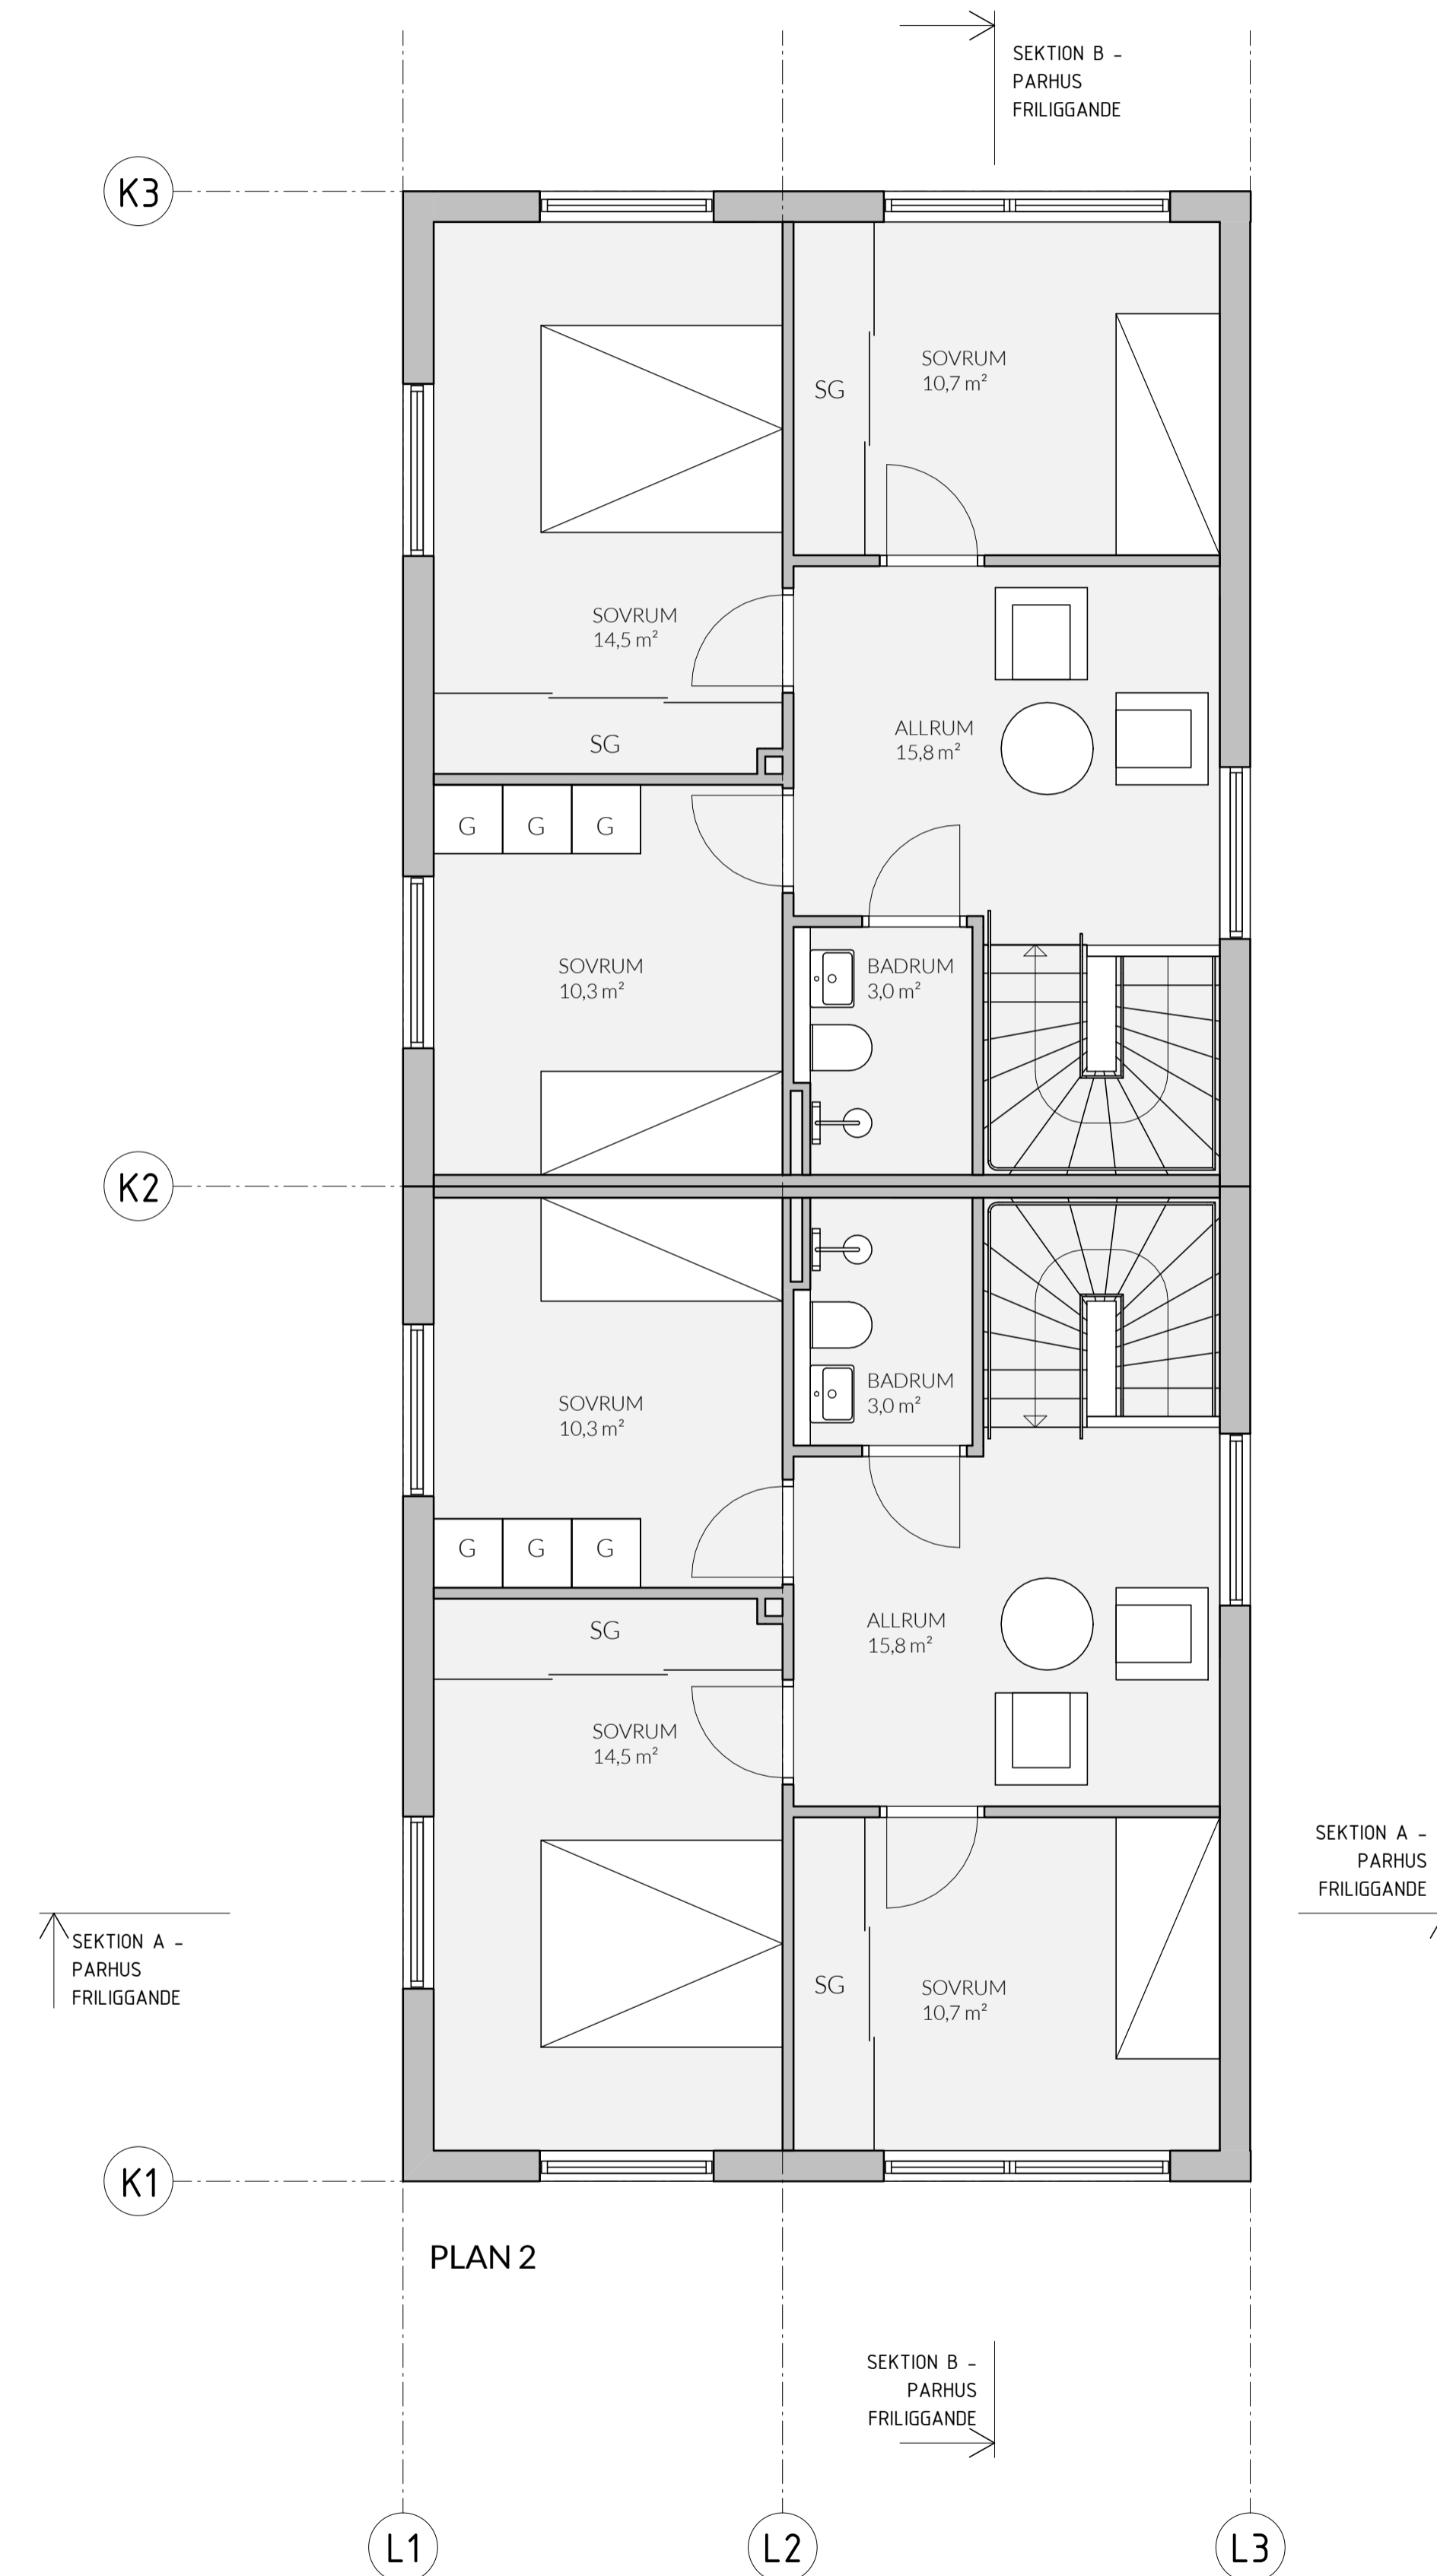 SEKTION B -
PARHUS
FRILIGGANDE
K3
SOVRUM
10,7 m²
SG
SOVRUM
14,5 m²
ALLRUM
15,8 m²
SG
G G G
SOVRUM
10,3 m²
BADRUM
3,0 m²
K2
BADRUM
3,0 m²
SOVRUM
10,3 m²
G G G
SG
ALLRUM
15,8 m²
SOVRUM
14,5 m²
SEKTION A -
PARHUS
FRILIGGANDE
SEKTION A -
PARHUS
FRILIGGANDE
SG
SOVRUM
10,7 m²
K1
PLAN 2
SEKTION B -
PARHUS
FRILIGGANDE
L1 L2 L3